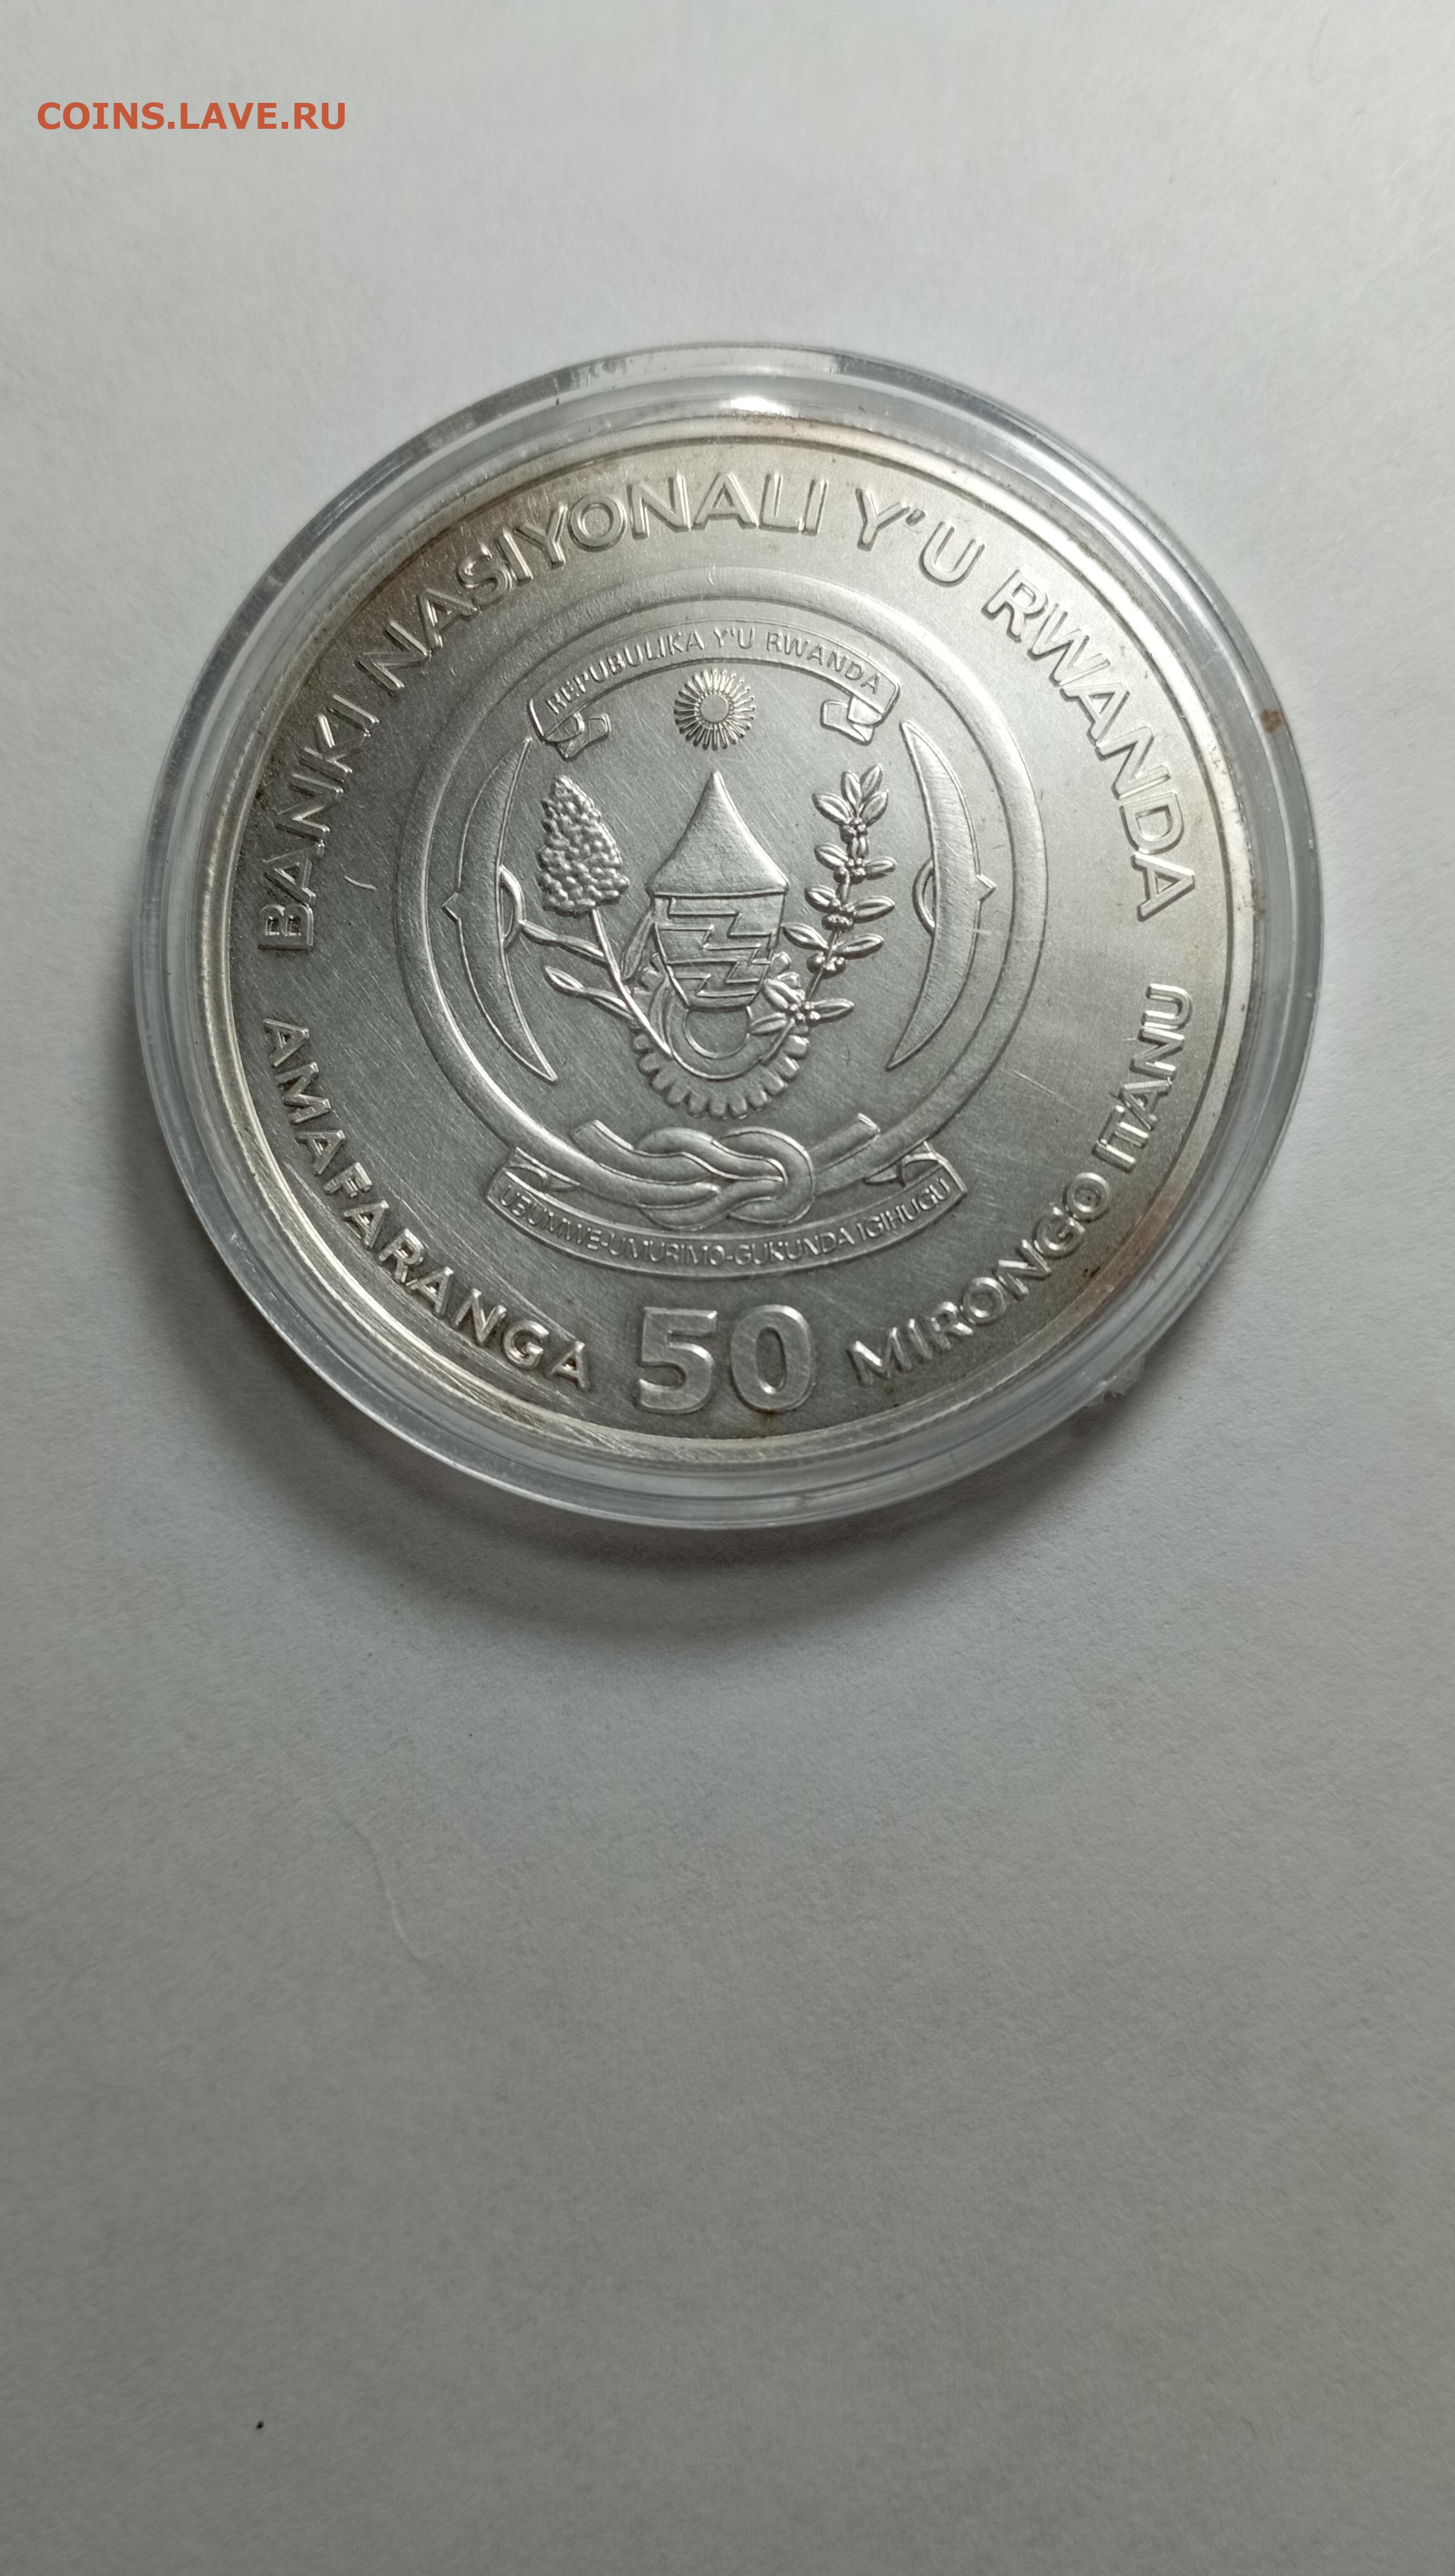 COINS.LAVE.RU
BANKI NASIYONALI Y'U RWANDA
REPUBULIKA Y'U RWANDA
UBUMWE-UMURIMO-GUKUNDA IGIHUGU
AMAFARANGA 50 MIRONGO ITANU